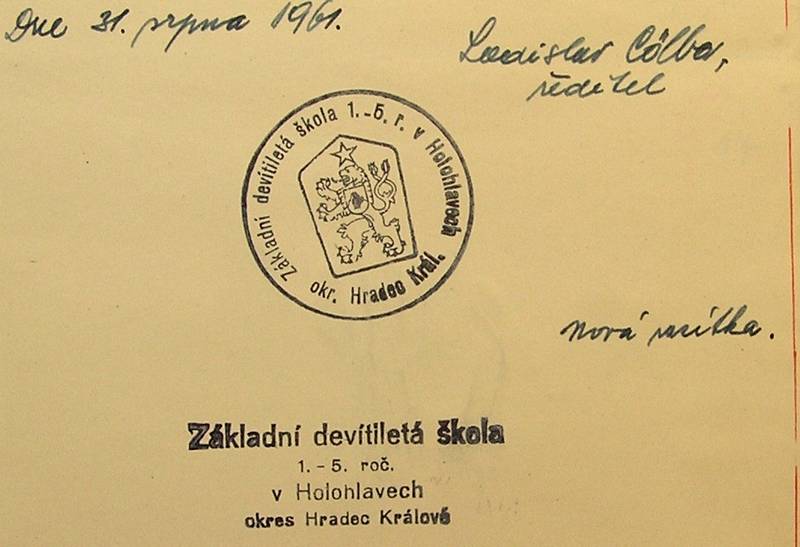 Dne 31. srpna 1961.
Ladislav Cölba,
ředitel
Základní devítiletá škola 1.-5. r. v Holohlavech
okr. Hradec Král.
nová razítka.
Základní devítiletá škola
1. - 5. roč.
v Holohlavech
okres Hradec Králové